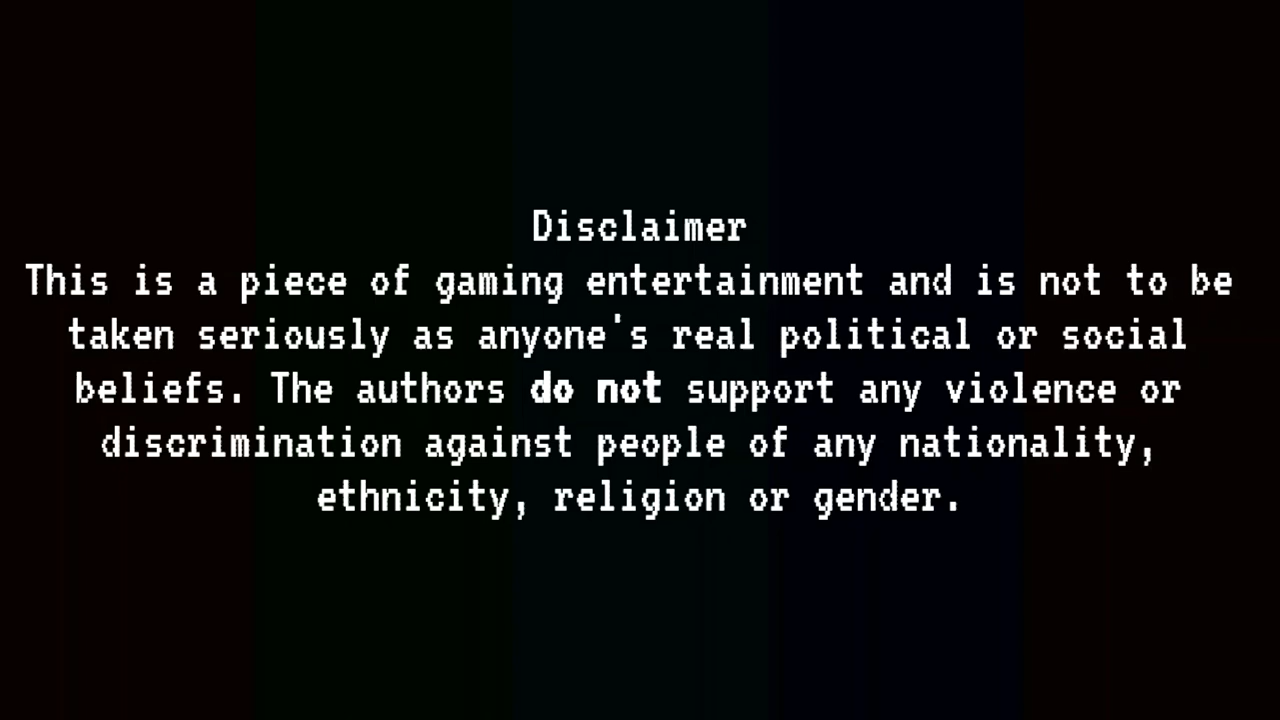 Disclaimer
This is a piece of gaming entertainment and is not to be
taken seriously as anyone's real political or social
beliefs. The authors do not support any violence or
discrimination against people of any nationality,
ethnicity, religion or gender.